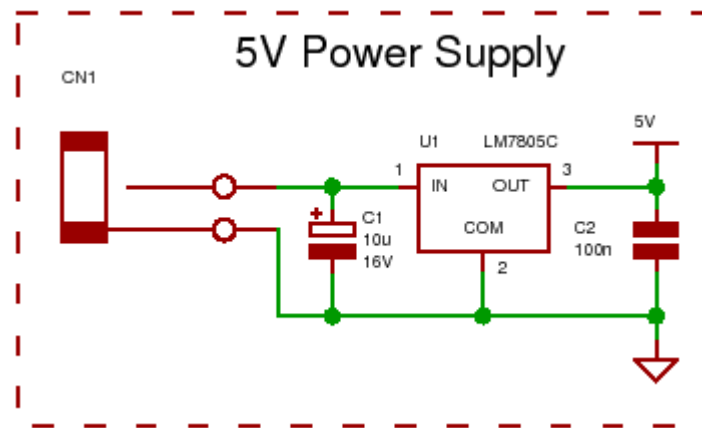 5V Power Supply
CN1
5V
U1 LM7805C
1 3
IN OUT
+
C1
10u
16V
COM
2
C2
100n